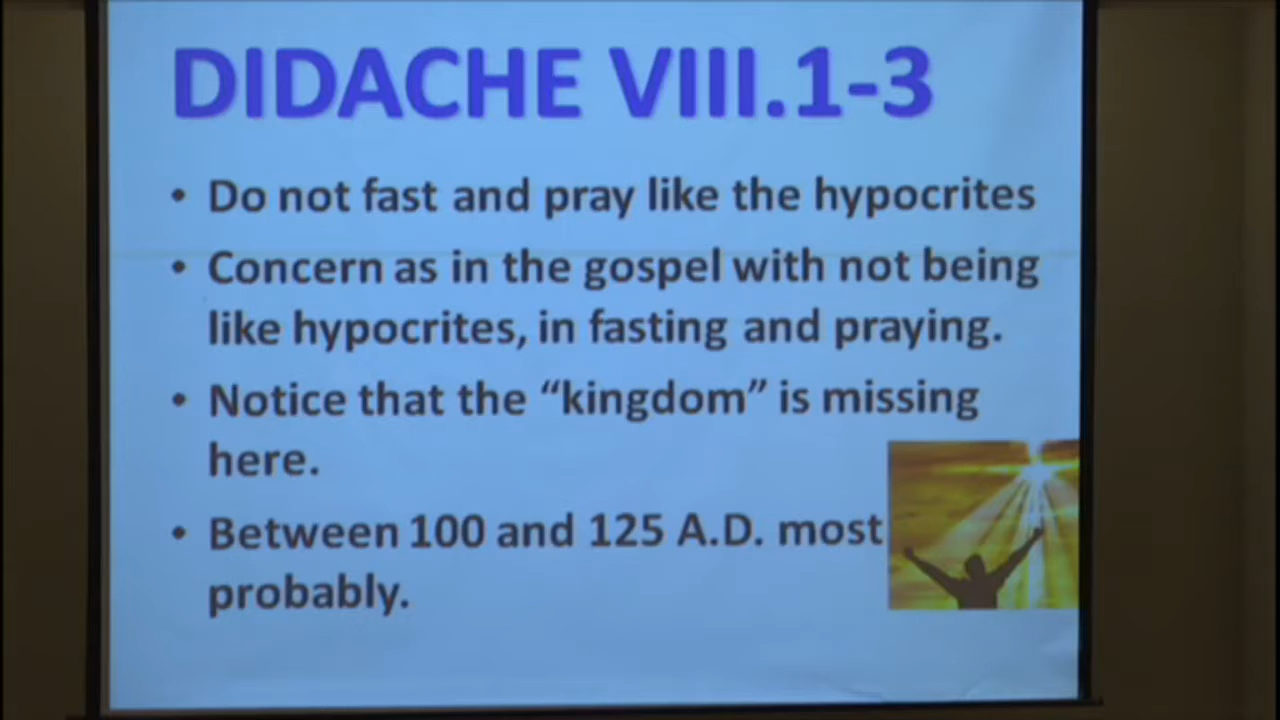 DIDACHE VIII.1-3
• Do not fast and pray like the hypocrites
• Concern as in the gospel with not being
like hypocrites, in fasting and praying.
• Notice that the “kingdom” is missing
here.
• Between 100 and 125 A.D. most
probably.